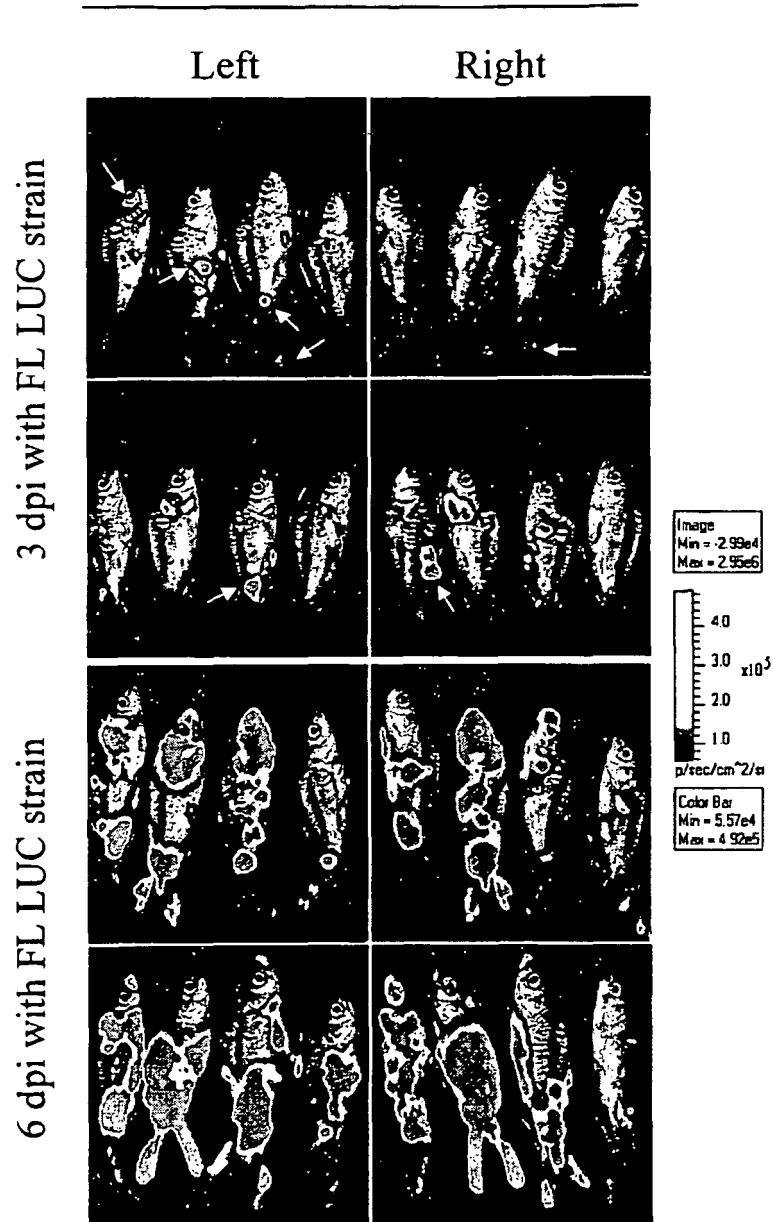 Left Right
3 dpi with FL LUC strain
6 dpi with FL LUC strain
Image
Min = -2.99e4
Max = 2.95e6
4.0
3.0
x10^5
2.0
1.0
p/sec/cm^2/sr
Color Bar
Min = 5.57e4
Max = 4.92e5